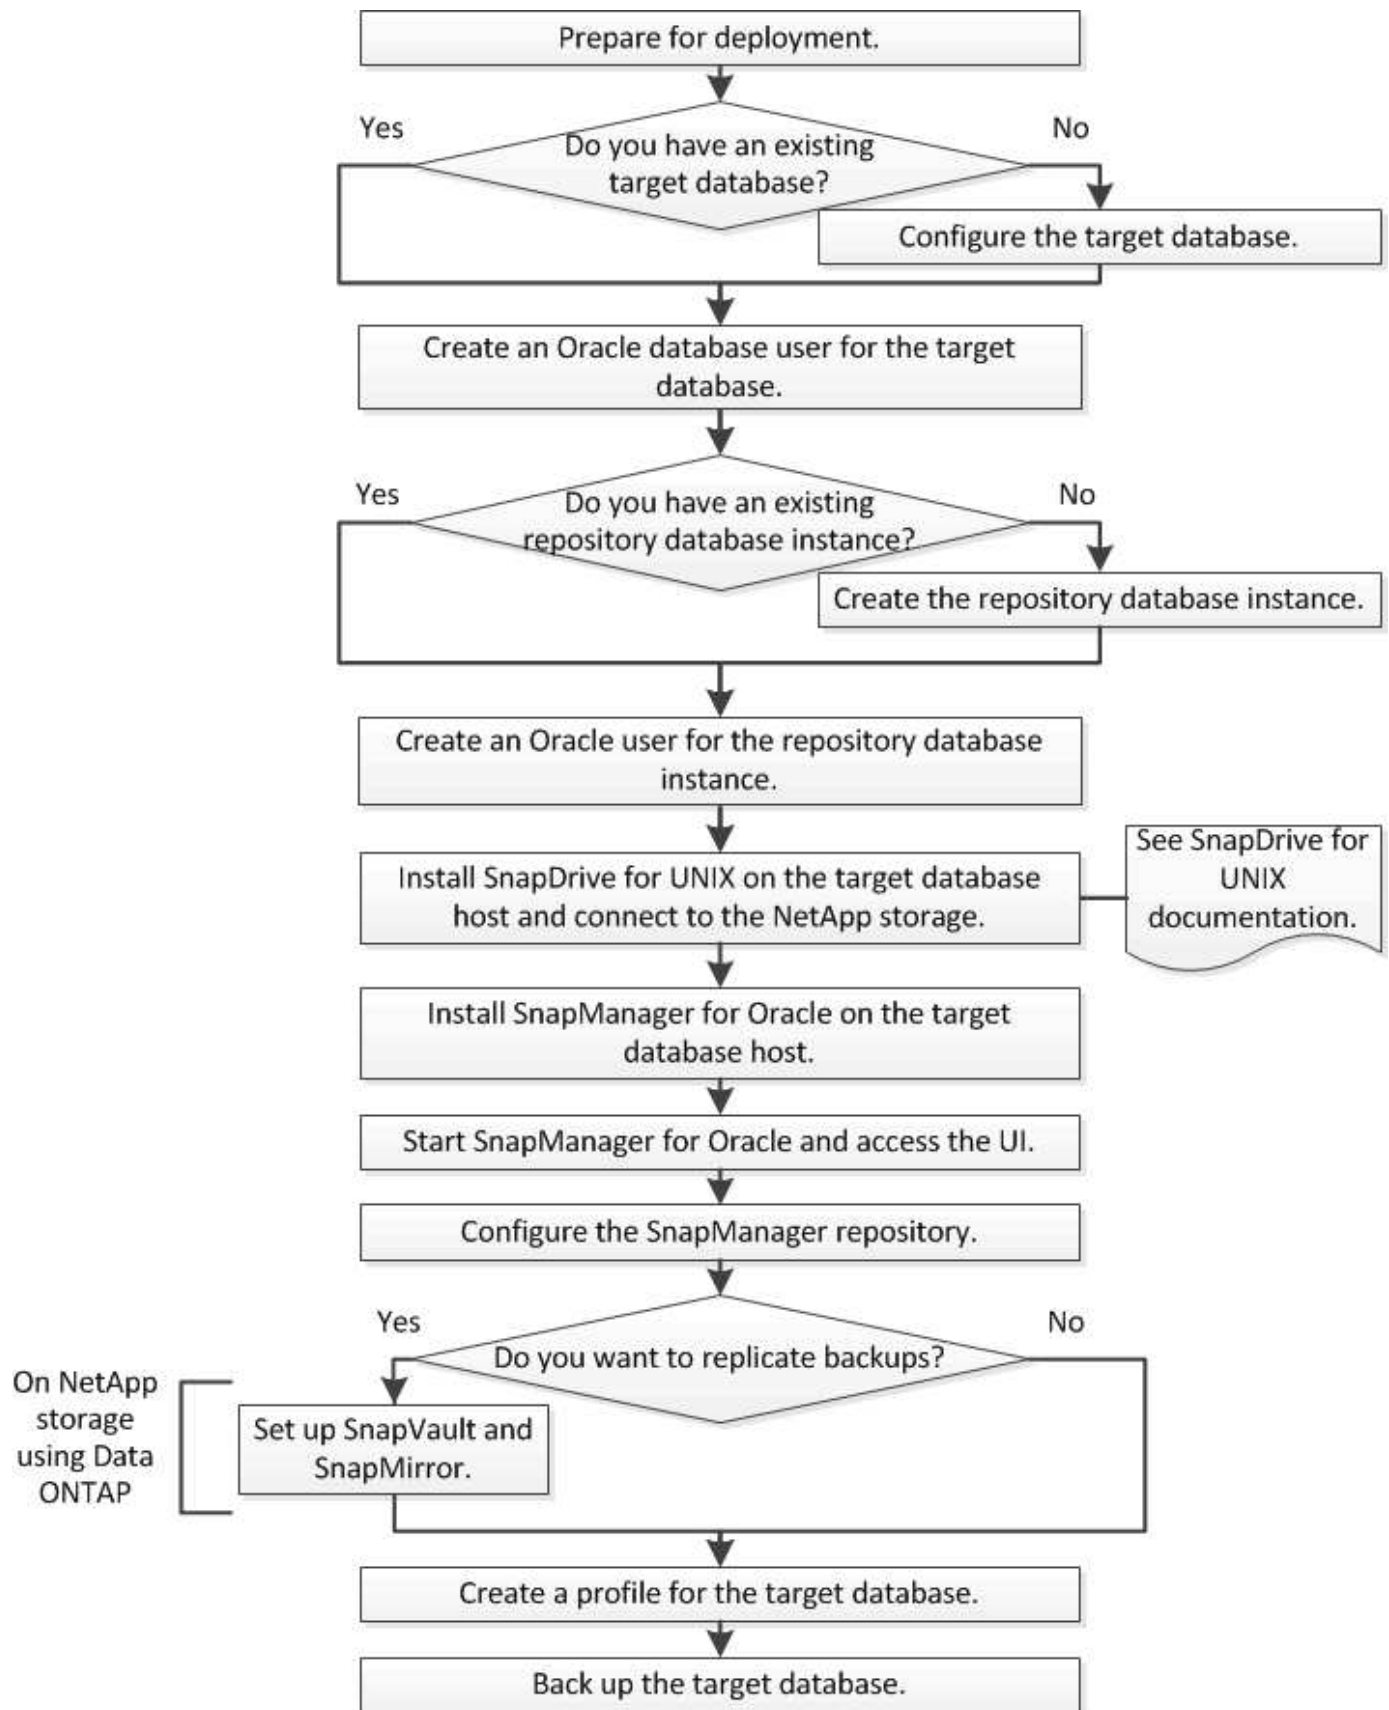 Prepare for deployment.
Yes
No
Do you have an existing
target database?
Configure the target database.
Create an Oracle database user for the target
database.
Yes
No
Do you have an existing
repository database instance?
Create the repository database instance.
Create an Oracle user for the repository database
instance.
Install SnapDrive for UNIX on the target database
host and connect to the NetApp storage.
See SnapDrive for
UNIX
documentation.
Install SnapManager for Oracle on the target
database host.
Start SnapManager for Oracle and access the UI.
Configure the SnapManager repository.
Yes
No
Do you want to replicate backups?
On NetApp
storage
using Data
ONTAP
Set up SnapVault and
SnapMirror.
Create a profile for the target database.
Back up the target database.